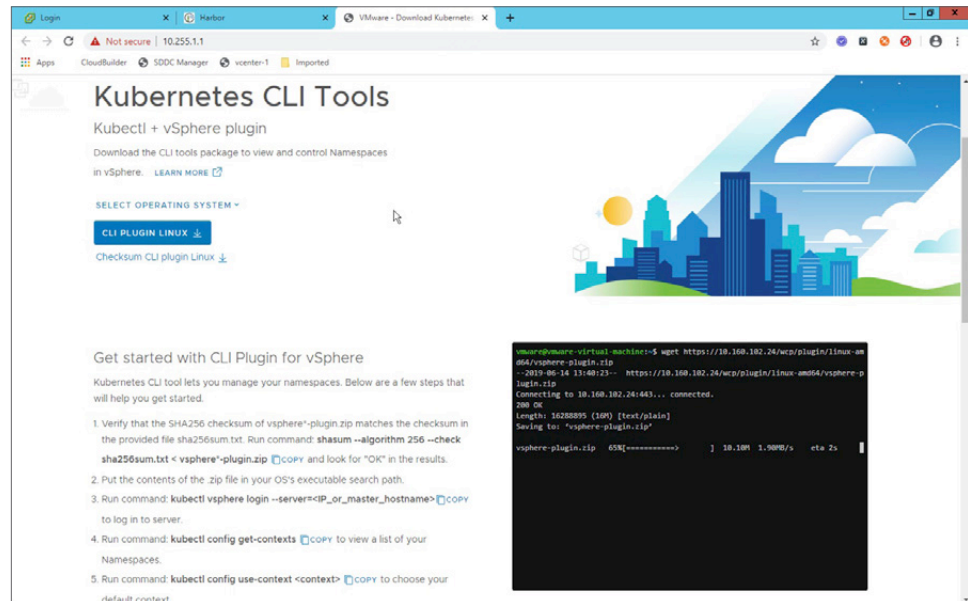 Login
Harbor
VMware - Download Kubernetes
Not secure | 10.255.1.1
Apps
CloudBuilder
SDDC Manager
vcenter-1
Imported
Kubernetes CLI Tools
Kubectl + vSphere plugin
Download the CLI tools package to view and control Namespaces
in vSphere. LEARN MORE
SELECT OPERATING SYSTEM
CLI PLUGIN LINUX
Checksum CLI plugin Linux
Get started with CLI Plugin for vSphere
Kubernetes CLI tool lets you manage your namespaces. Below are a few steps that
will help you get started.
1. Verify that the SHA256 checksum of vsphere*-plugin.zip matches the checksum in
the provided file sha256sum.txt. Run command: shasum --algorithm 256 --check
sha256sum.txt < vsphere*-plugin.zip COPY and look for "OK" in the results.
2. Put the contents of the .zip file in your OS's executable search path.
3. Run command: kubectl vsphere login --server=<IP_or_master_hostname> COPY
to log in to server.
4. Run command: kubectl config get-contexts COPY to view a list of your
Namespaces.
5. Run command: kubectl config use-context <context> COPY to choose your
default context.
vmware@vmware-virtual-machine:~$ wget https://10.160.102.24/wcp/plugin/linux-am
d64/vsphere-plugin.zip
--2019-06-14 13:40:23-- https://10.160.102.24/wcp/plugin/linux-amd64/vsphere-p
lugin.zip
Connecting to 10.160.102.24:443... connected.
200 OK
Length: 16288895 (16M) [text/plain]
Saving to: "vsphere-plugin.zip"
vsphere-plugin.zip 65%[===========> ] 10.10M 1.90MB/s eta 2s